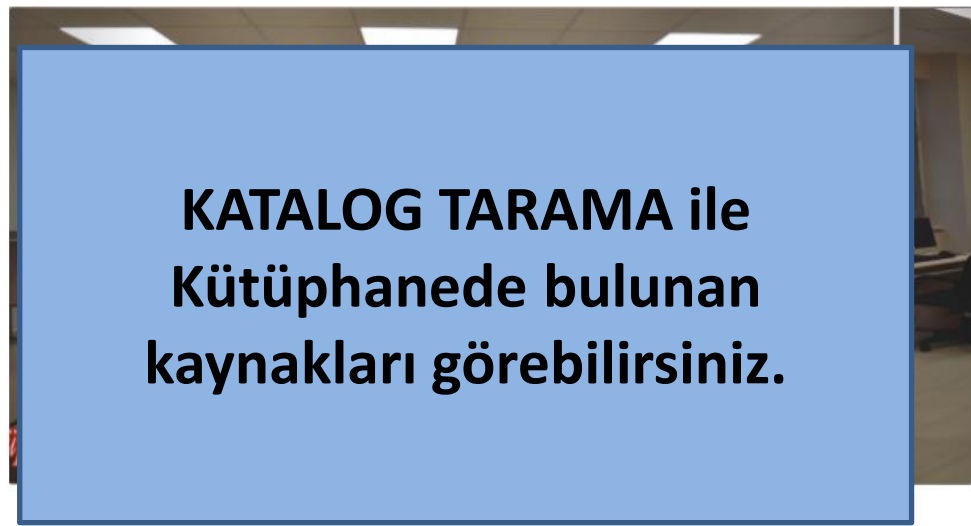 KATALOG TARAMA ile
Kütüphanede bulunan
kaynakları görebilirsiniz.